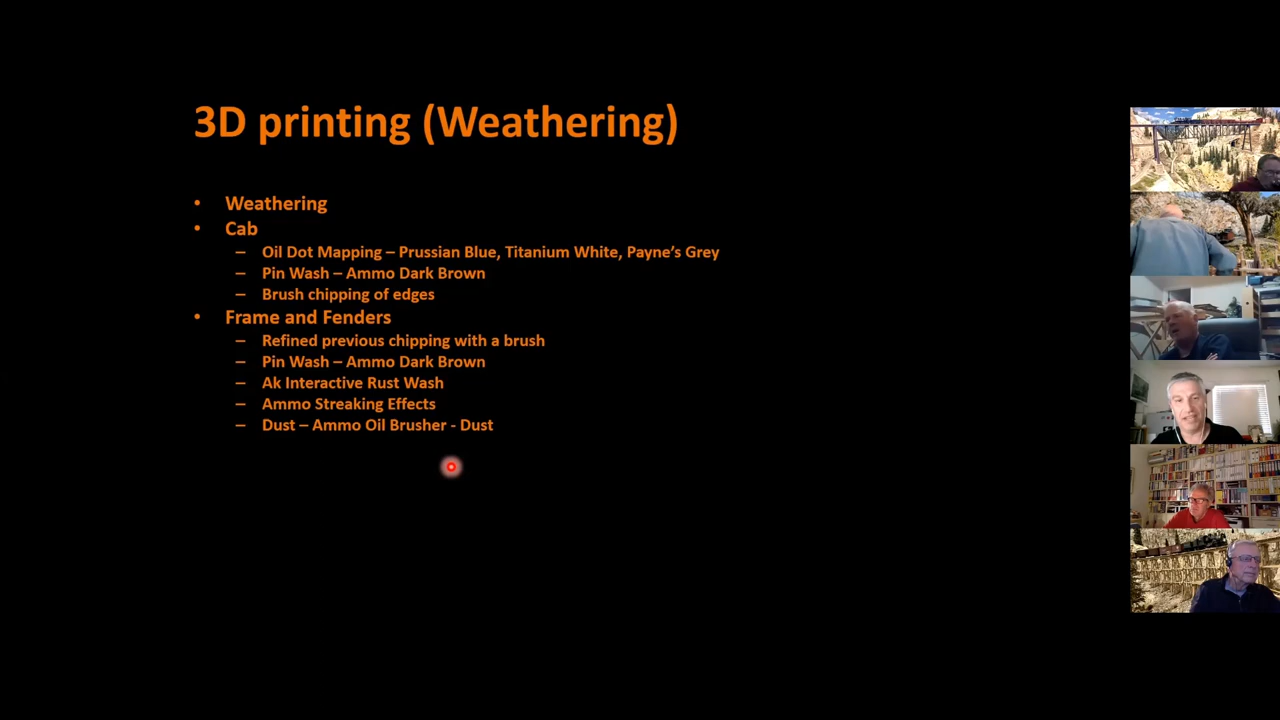 3D printing (Weathering)
• Weathering
• Cab
– Oil Dot Mapping – Prussian Blue, Titanium White, Payne’s Grey
– Pin Wash – Ammo Dark Brown
– Brush chipping of edges
• Frame and Fenders
– Refined previous chipping with a brush
– Pin Wash – Ammo Dark Brown
– Ak Interactive Rust Wash
– Ammo Streaking Effects
– Dust – Ammo Oil Brusher - Dust